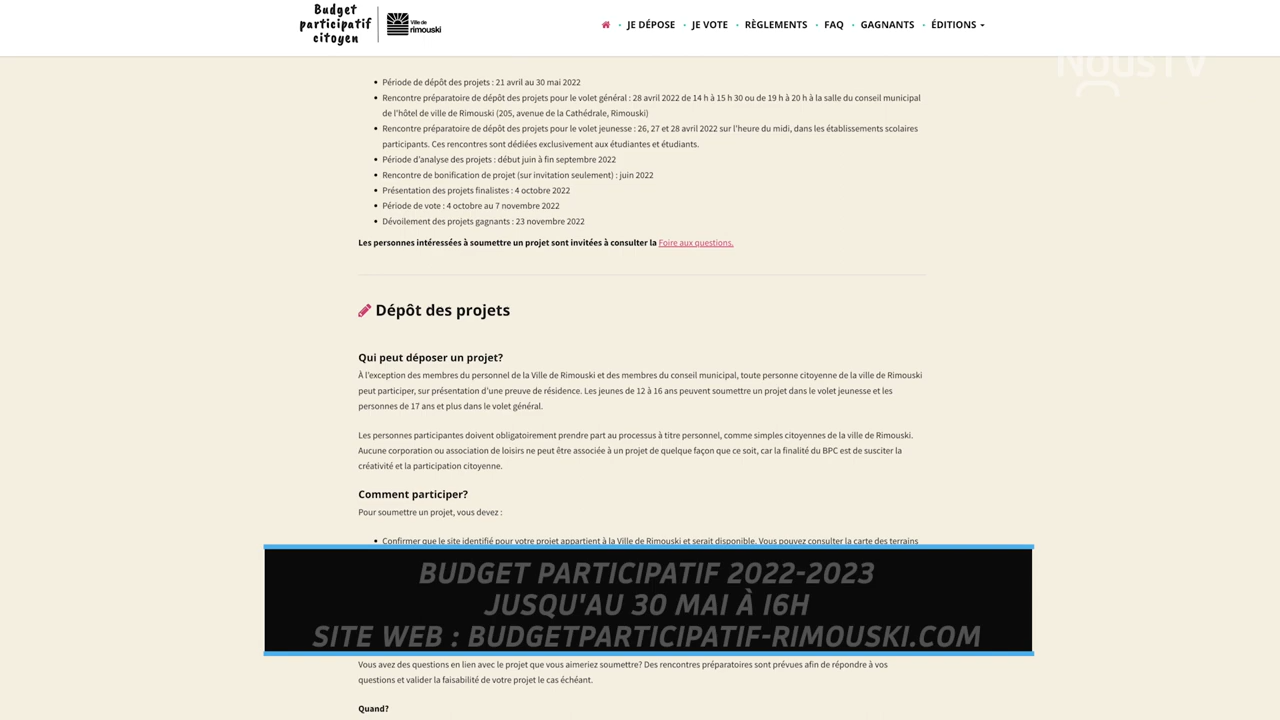 Budget
participatif
citoyen
Ville de
rimouski
JE DÉPOSE
JE VOTE
RÈGLEMENTS
FAQ
GAGNANTS
ÉDITIONS
NousTV
• Période de dépôt des projets : 21 avril au 30 mai 2022
• Rencontre préparatoire de dépôt des projets pour le volet général : 28 avril 2022 de 14 h à 15 h 30 ou de 19 h à 20 h à la salle du conseil municipal
de l'hôtel de ville de Rimouski (205, avenue de la Cathédrale, Rimouski)
• Rencontre préparatoire de dépôt des projets pour le volet jeunesse : 26, 27 et 28 avril 2022 sur l'heure du midi, dans les établissements scolaires
participants. Ces rencontres sont dédiées exclusivement aux étudiantes et étudiants.
• Période d'analyse des projets : début juin à fin septembre 2022
• Rencontre de bonification de projet (sur invitation seulement) : juin 2022
• Présentation des projets finalistes : 4 octobre 2022
• Période de vote : 4 octobre au 7 novembre 2022
• Dévoilement des projets gagnants : 23 novembre 2022
Les personnes intéressées à soumettre un projet sont invitées à consulter la Foire aux questions.
Dépôt des projets
Qui peut déposer un projet?
À l'exception des membres du personnel de la Ville de Rimouski et des membres du conseil municipal, toute personne citoyenne de la ville de Rimouski
peut participer, sur présentation d'une preuve de résidence. Les jeunes de 12 à 16 ans peuvent soumettre un projet dans le volet jeunesse et les
personnes de 17 ans et plus dans le volet général.
Les personnes participantes doivent obligatoirement prendre part au processus à titre personnel, comme simples citoyennes de la ville de Rimouski.
Aucune corporation ou association de loisirs ne peut être associée à un projet de quelque façon que ce soit, car la finalité du BPC est de susciter la
créativité et la participation citoyenne.
Comment participer?
Pour soumettre un projet, vous devez :
• Confirmer que le site identifié pour votre projet appartient à la Ville de Rimouski et serait disponible. Vous pouvez consulter la carte des terrains
BUDGET PARTICIPATIF 2022-2023
JUSQU'AU 30 MAI À 16H
SITE WEB : BUDGETPARTICIPATIF-RIMOUSKI.COM
Vous avez des questions en lien avec le projet que vous aimeriez soumettre? Des rencontres préparatoires sont prévues afin de répondre à vos
questions et valider la faisabilité de votre projet le cas échéant.
Quand?